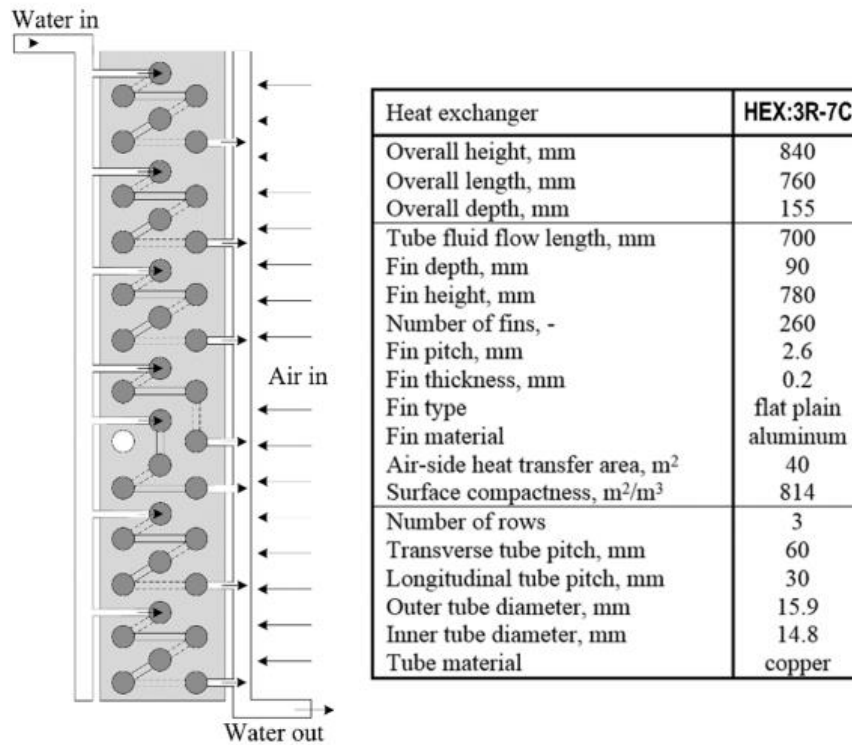 Water in
Air in
Water out
Heat exchanger HEX:3R-7C
Overall height, mm 840
Overall length, mm 760
Overall depth, mm 155
Tube fluid flow length, mm 700
Fin depth, mm 90
Fin height, mm 780
Number of fins, - 260
Fin pitch, mm 2.6
Fin thickness, mm 0.2
Fin type flat plain
Fin material aluminum
Air-side heat transfer area, m² 40
Surface compactness, m²/m³ 814
Number of rows 3
Transverse tube pitch, mm 60
Longitudinal tube pitch, mm 30
Outer tube diameter, mm 15.9
Inner tube diameter, mm 14.8
Tube material copper